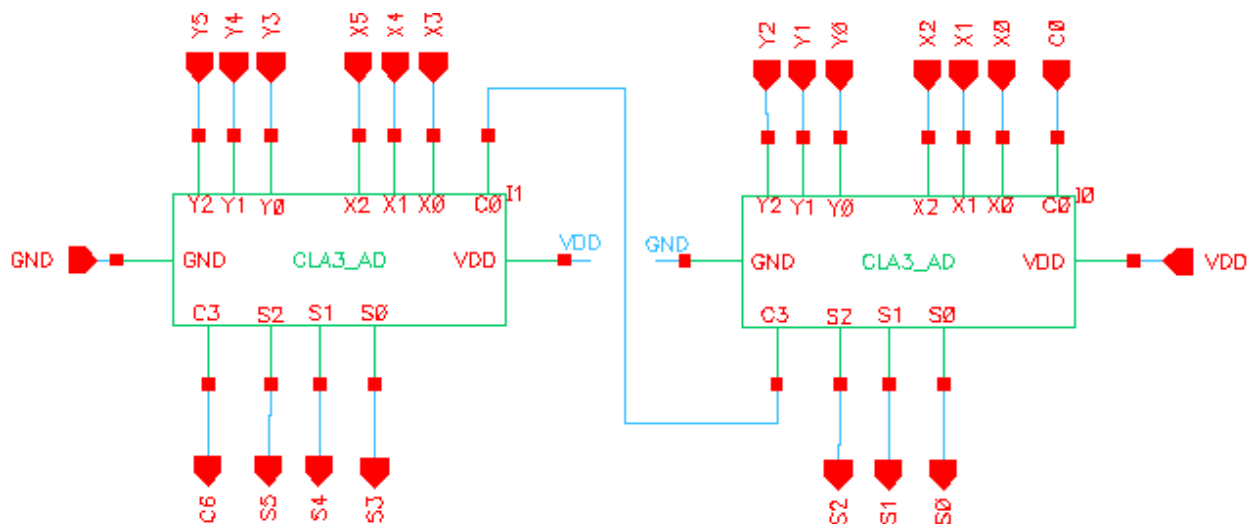 Y5 Y4 Y3 X5 X4 X3 Y2 Y1 Y0 X2 X1 X0 C0
Y2 Y1 Y0 X2 X1 X0 C0 I1 Y2 Y1 Y0 X2 X1 X0 C0 I0
GND GND CLA3_AD VDD VDD GND GND CLA3_AD VDD VDD
C3 S2 S1 S0 C3 S2 S1 S0
C6 S5 S4 S3 S2 S1 S0